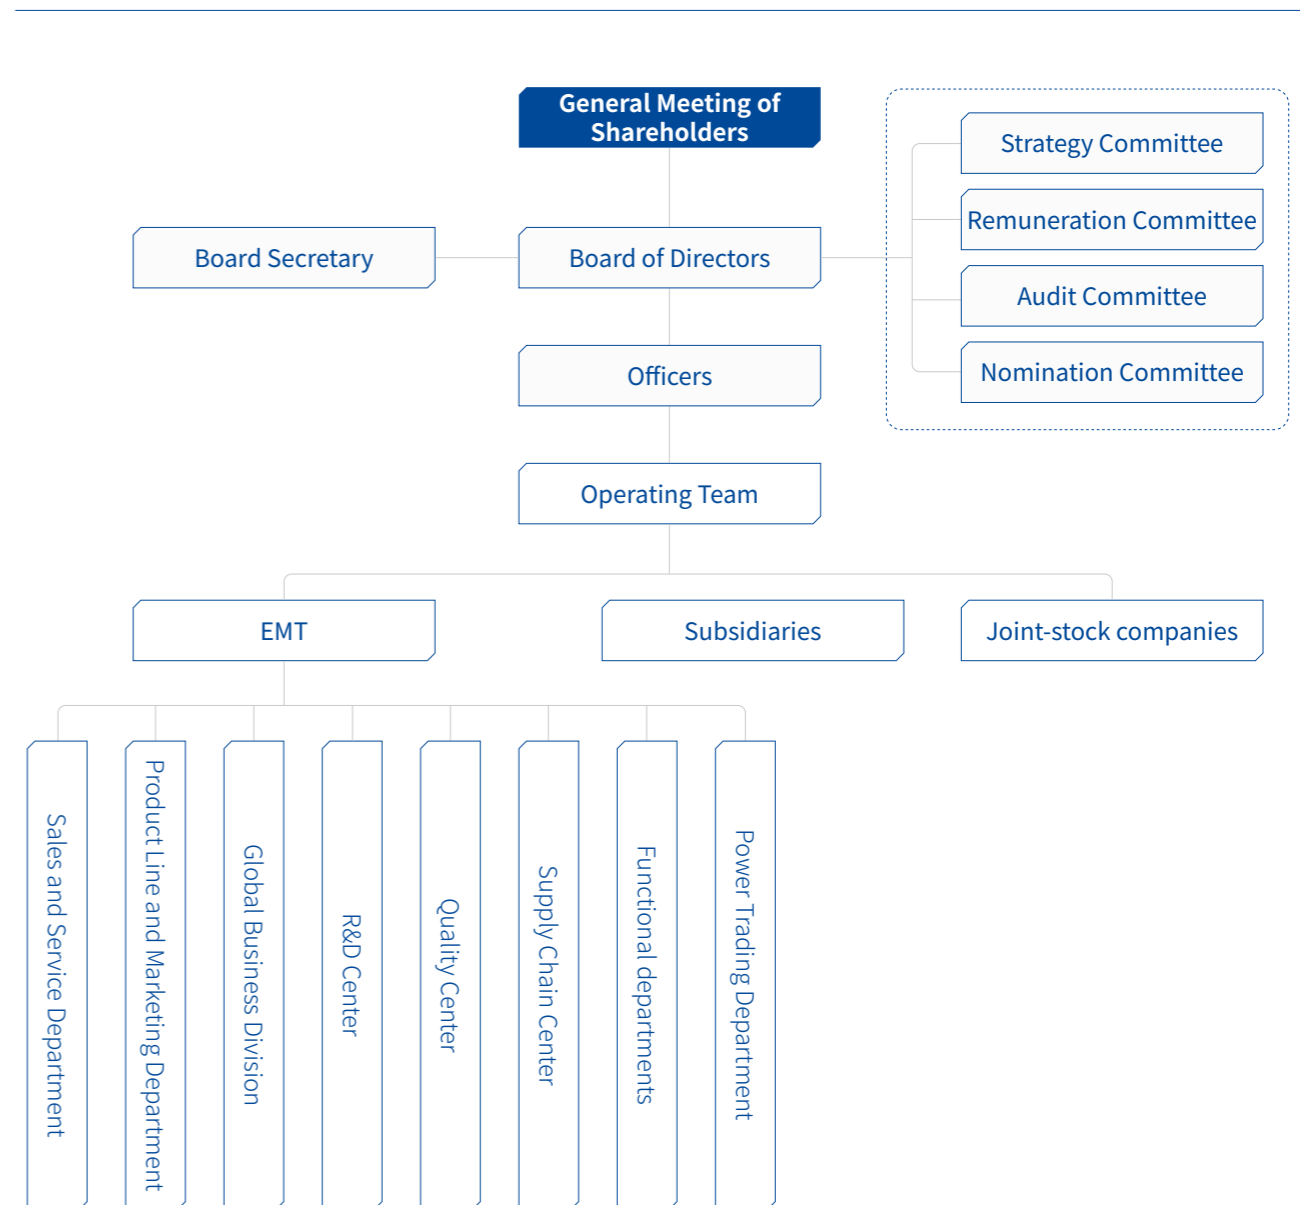 General Meeting of
Shareholders
Strategy Committee
Remuneration Committee
Board Secretary
Board of Directors
Audit Committee
Nomination Committee
Officers
Operating Team
EMT
Subsidiaries
Joint-stock companies
Sales and Service Department
Product Line and Marketing Department
Global Business Division
R&D Center
Quality Center
Supply Chain Center
Functional departments
Power Trading Department